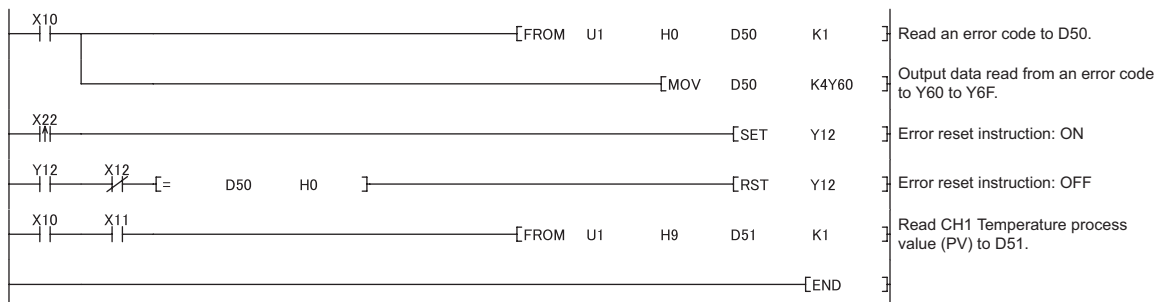 X10
[FROM U1 H0 D50 K1 ] Read an error code to D50.
[MOV D50 K4Y60 ] Output data read from an error code
to Y60 to Y6F.
X22
[SET Y12 ] Error reset instruction: ON
Y12 X12
[= D50 H0 ] [RST Y12 ] Error reset instruction: OFF
X10 X11
[FROM U1 H9 D51 K1 ] Read CH1 Temperature process
value (PV) to D51.
[END ]